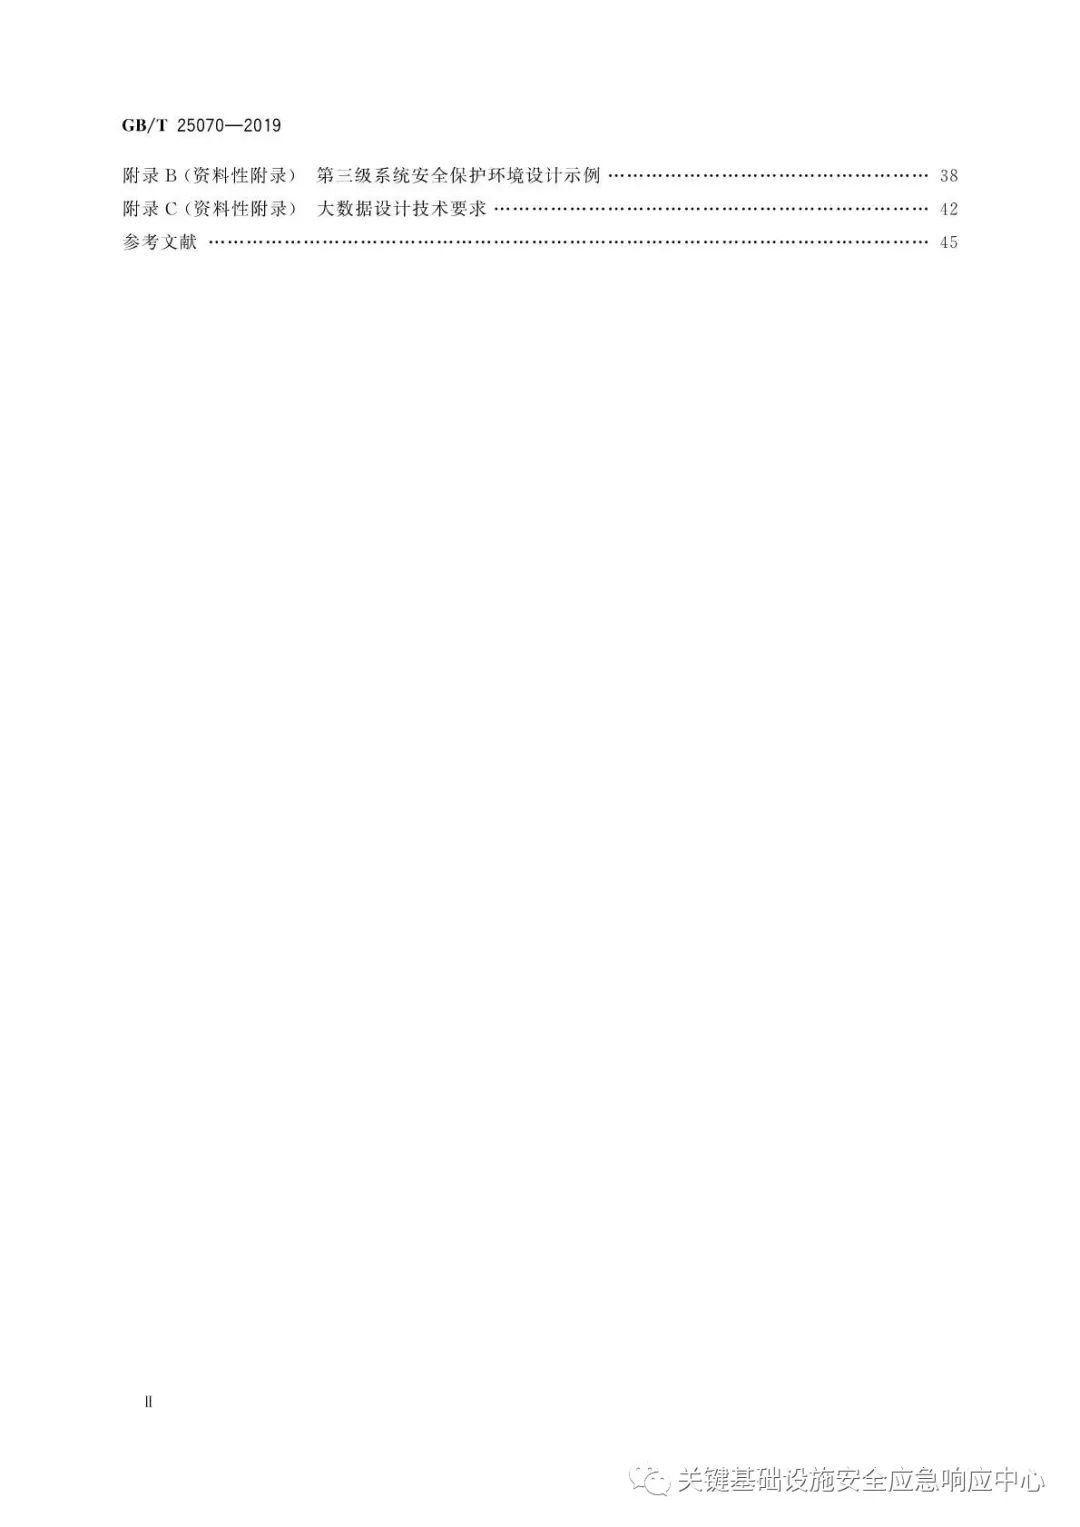 GB/T 25070—2019
附录B(资料性附录) 第三级系统安全保护环境设计示例 ……………………………………………… 38
附录C(资料性附录) 大数据设计技术要求 ……………………………………………………………… 42
参考文献 ………………………………………………………………………………………………………… 45
Ⅱ
关键基础设施安全应急响应中心